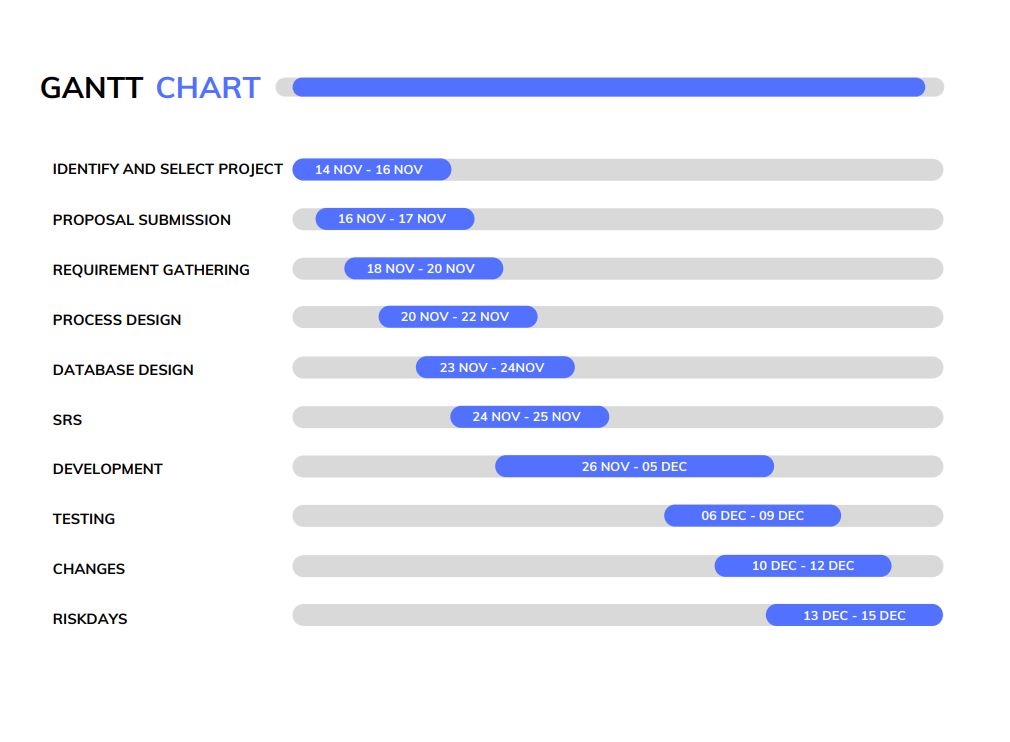 GANTT CHART
IDENTIFY AND SELECT PROJECT 14 NOV - 16 NOV
PROPOSAL SUBMISSION 16 NOV - 17 NOV
REQUIREMENT GATHERING 18 NOV - 20 NOV
PROCESS DESIGN 20 NOV - 22 NOV
DATABASE DESIGN 23 NOV - 24NOV
SRS 24 NOV - 25 NOV
DEVELOPMENT 26 NOV - 05 DEC
TESTING 06 DEC - 09 DEC
CHANGES 10 DEC - 12 DEC
RISKDAYS 13 DEC - 15 DEC